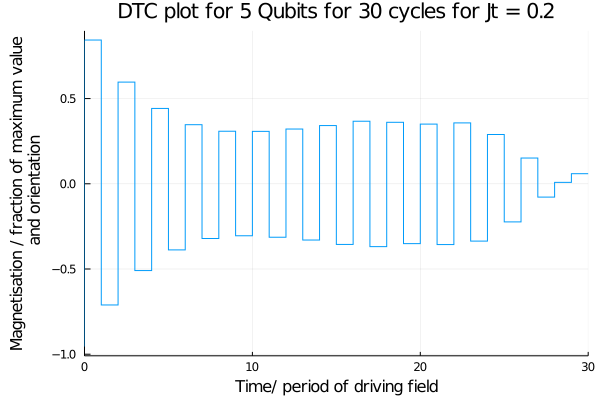 DTC plot for 5 Qubits for 30 cycles for Jt = 0.2
Magnetisation / fraction of maximum value
and orientation
0.5
0.0
−0.5
−1.0
0
10
20
30
Time/ period of driving field